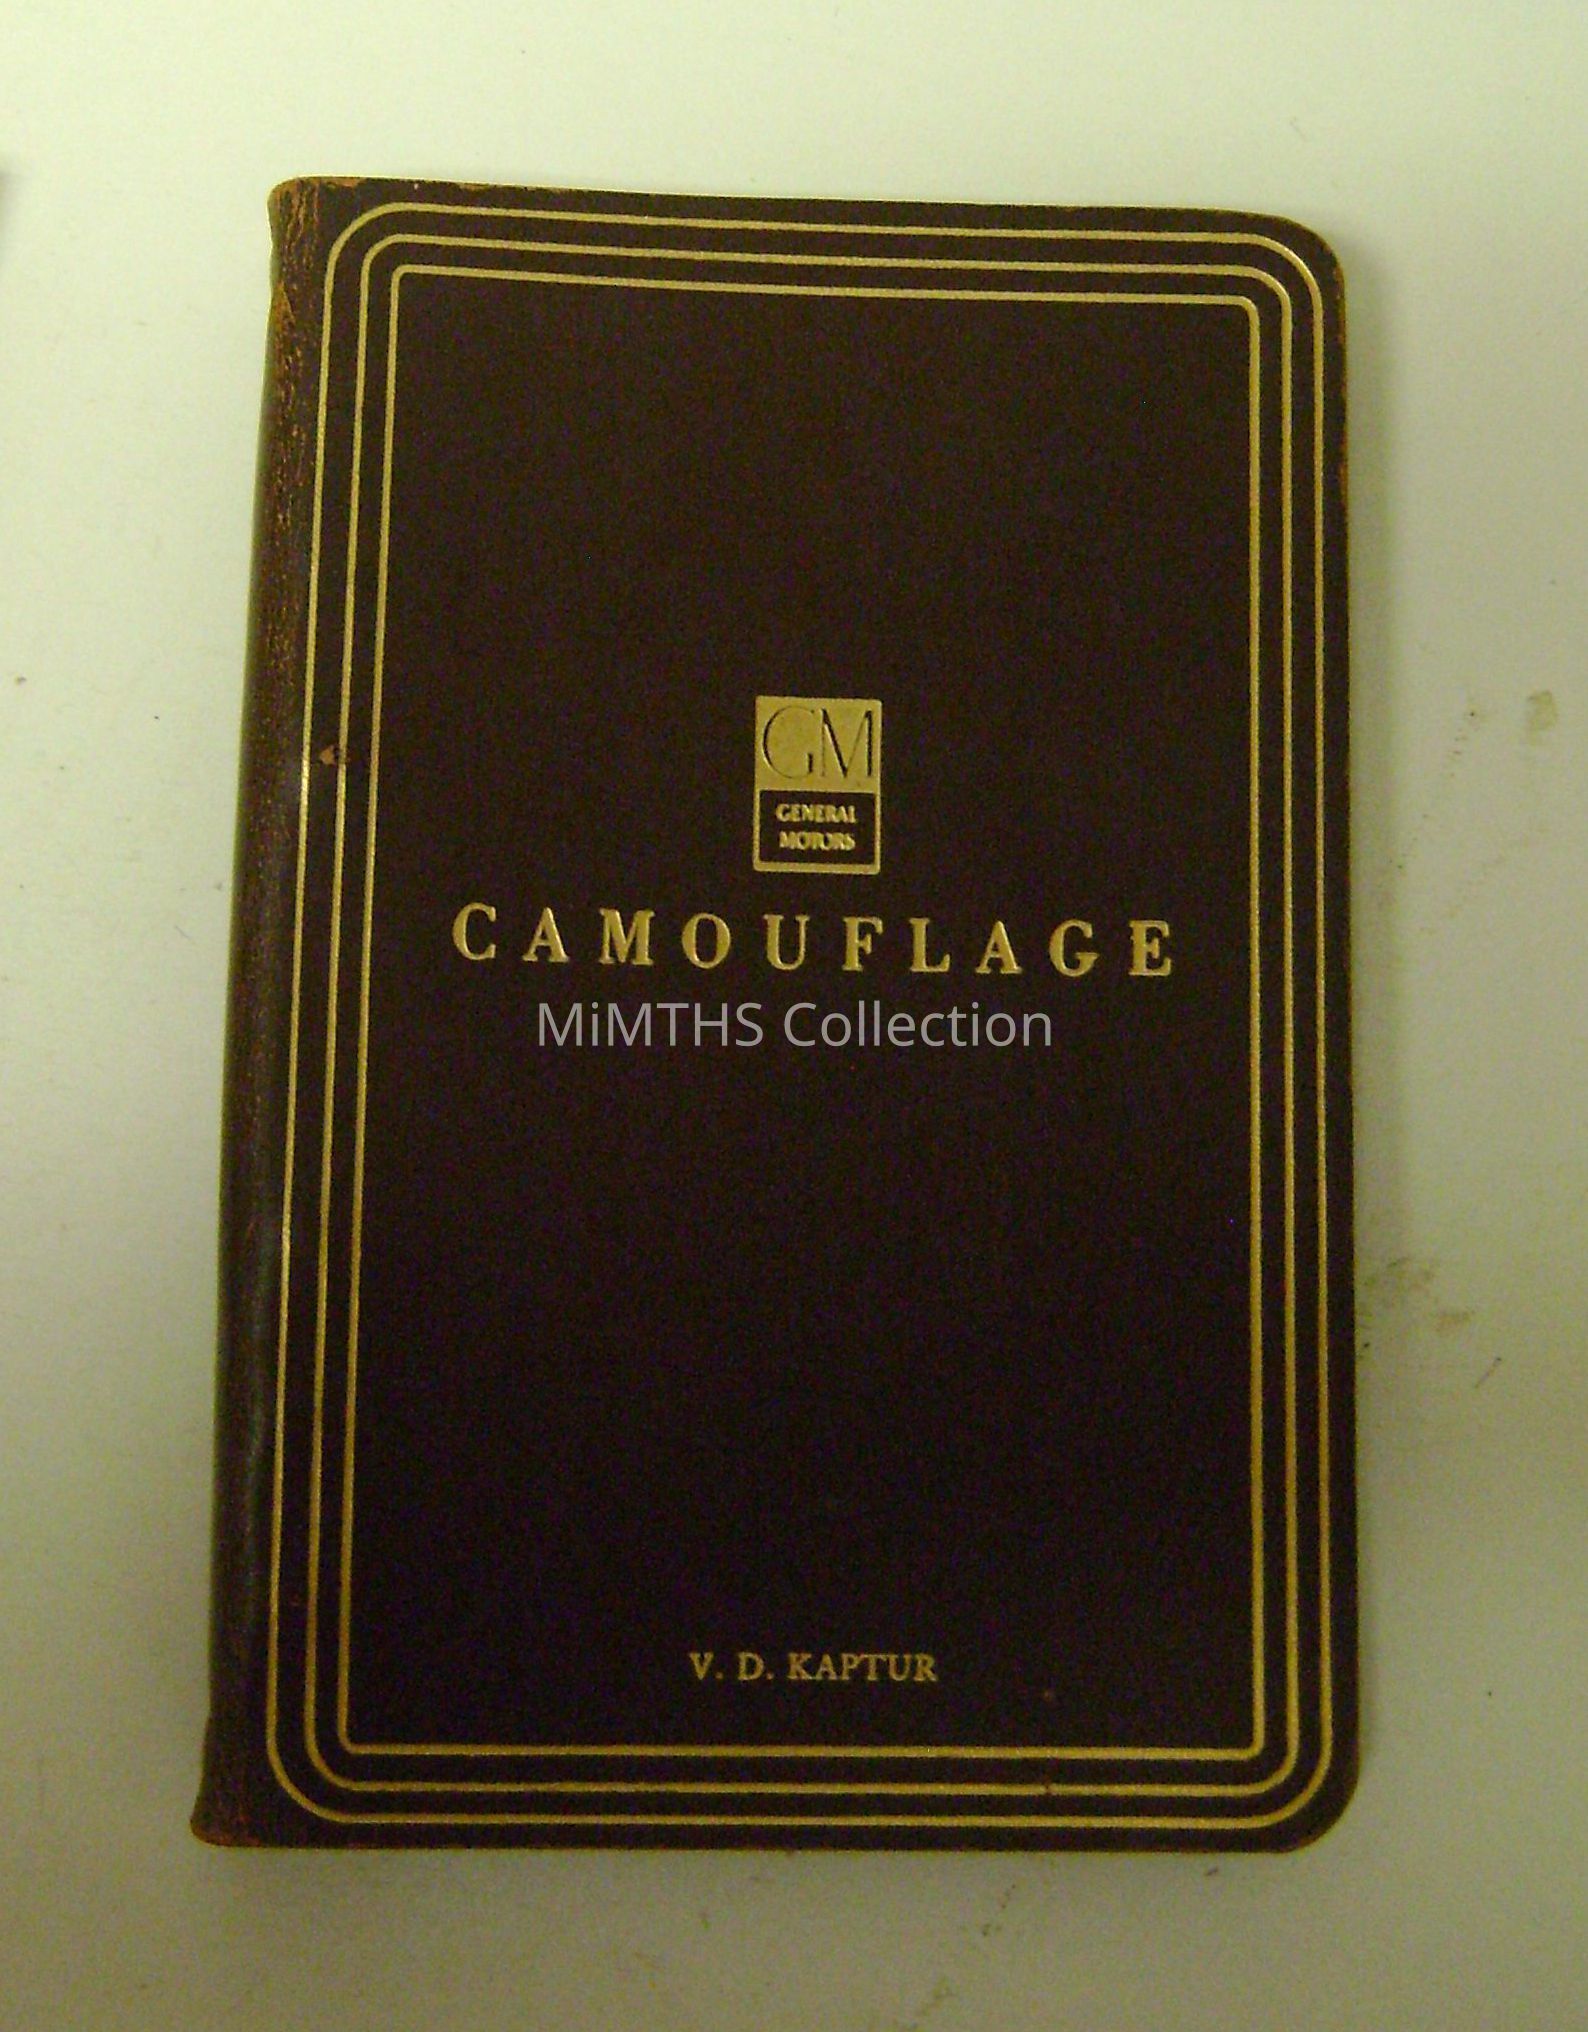 GM
GENERAL
MOTORS
CAMOUFLAGE
MiMTHS Collection
V. D. KAPTUR